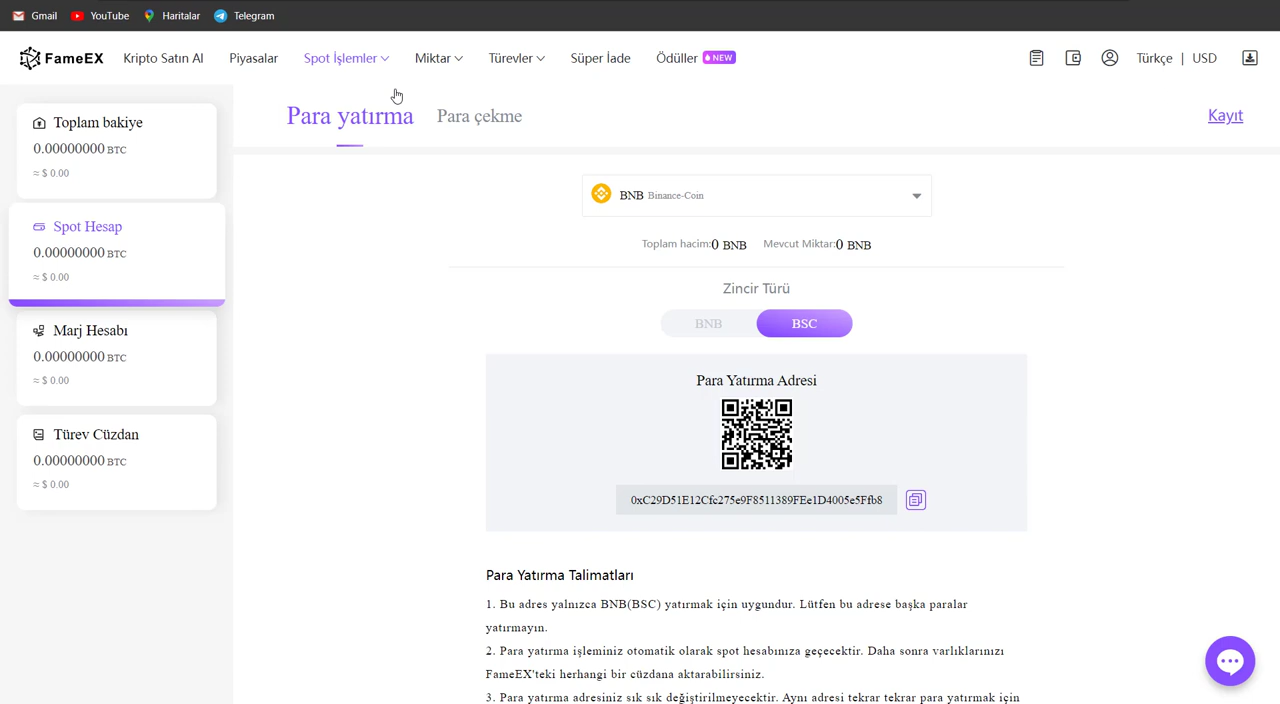 Gmail YouTube Haritalar Telegram
FameEX Kripto Satın Al Piyasalar Spot İşlemler Miktar Türevler Süper İade Ödüller NEW Türkçe | USD
Toplam bakiye
0.00000000 BTC
≈ $ 0.00
Spot Hesap
0.00000000 BTC
≈ $ 0.00
Marj Hesabı
0.00000000 BTC
≈ $ 0.00
Türev Cüzdan
0.00000000 BTC
≈ $ 0.00
Para yatırma Para çekme Kayıt
BNB Binance-Coin
Toplam hacim:0 BNB Mevcut Miktar:0 BNB
Zincir Türü
BNB BSC
Para Yatırma Adresi
0xC29D51E12Cfc275e9F8511389FEe1D4005e5Ffb8
Para Yatırma Talimatları
1. Bu adres yalnızca BNB(BSC) yatırmak için uygundur. Lütfen bu adrese başka paralar
yatırmayın.
2. Para yatırma işleminiz otomatik olarak spot hesabınıza geçecektir. Daha sonra varlıklarınızı
FameEX'teki herhangi bir cüzdana aktarabilirsiniz.
3. Para yatırma adresiniz sık sık değiştirilmeyecektir. Aynı adresi tekrar tekrar para yatırmak için